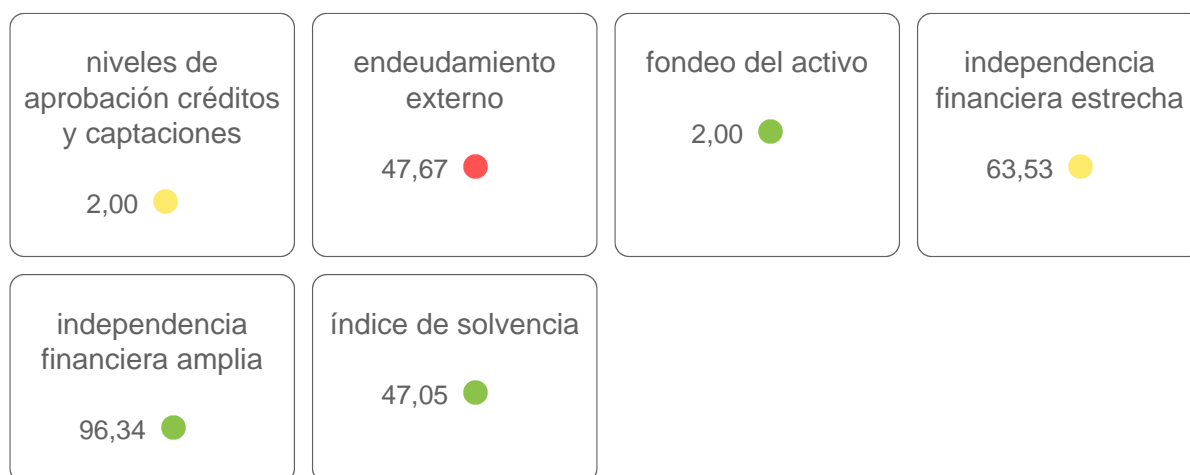 niveles de
aprobación créditos
y captaciones
2,00
endeudamiento
externo
47,67
fondeo del activo
2,00
independencia
financiera estrecha
63,53
independencia
financiera amplia
96,34
índice de solvencia
47,05